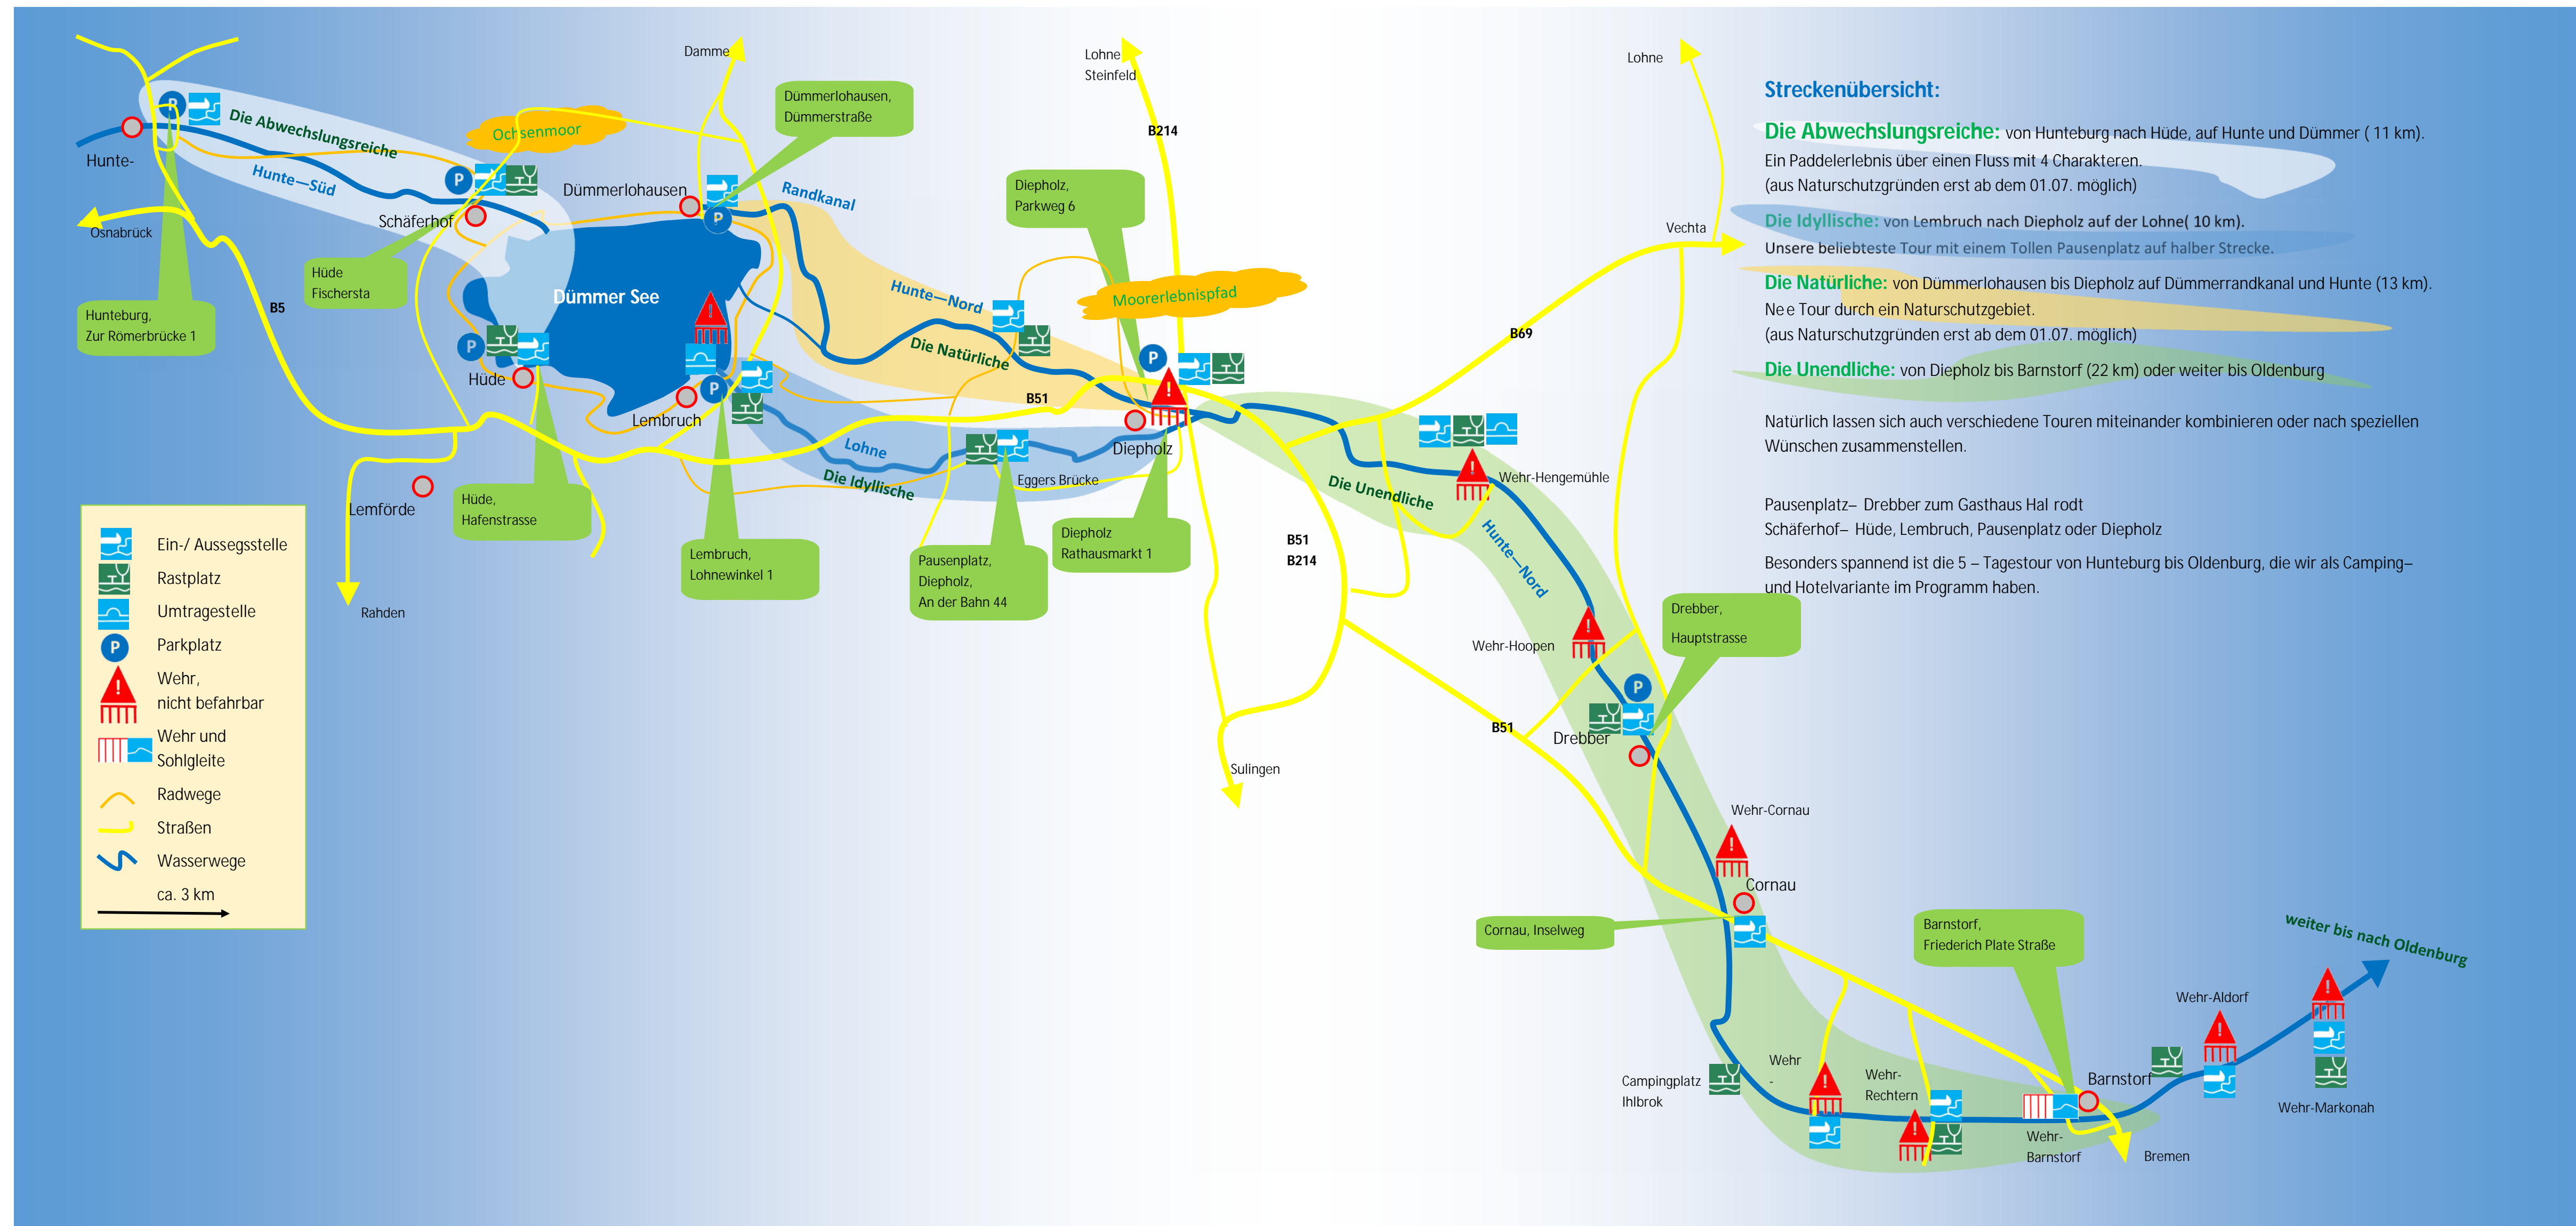 Damme
Lohne
Steinfeld
Lohne
Dümmerlohausen,
Dümmerstraße
B214
Ochsenmoor
Die Abwechslungsreiche
Hunte-
Hunte—Süd
Dümmerlohausen
Randkanal
Diepholz,
Parkweg 6
Schäferhof
Osnabrück
Vechta
Hüde
Fischersta
B5
Dümmer See
Hunte—Nord
Moorerlebnispfad
Hunteburg,
Zur Römerbrücke 1
Die Natürliche
B69
Hüde
B51
Lembruch
Lohne
Diepholz
Die Idyllische
Eggers Brücke
Wehr-Hengemühle
Die Unendliche
Lemförde
Hüde,
Hafenstrasse
Hunte—Nord
Diepholz
Rathausmarkt 1
B51
B214
Lembruch,
Lohnewinkel 1
Pausenplatz,
Diepholz,
An der Bahn 44
Rahden
Drebber,
Hauptstrasse
Wehr-Hoopen
B51
Drebber
Sulingen
Wehr-Cornau
Cornau
Cornau, Inselweg
Barnstorf,
Friederich Plate Straße
weiter bis nach Oldenburg
Wehr-Aldorf
Wehr
-
Campingplatz
Ihlbrok
Wehr-
Rechtern
Barnstorf
Wehr-Markonah
Wehr-
Barnstorf
Bremen
Streckenübersicht:
Die Abwechslungsreiche: von Hunteburg nach Hüde, auf Hunte und Dümmer ( 11 km).
Ein Paddelerlebnis über einen Fluss mit 4 Charakteren.
(aus Naturschutzgründen erst ab dem 01.07. möglich)
Die Idyllische: von Lembruch nach Diepholz auf der Lohne( 10 km).
Unsere beliebteste Tour mit einem Tollen Pausenplatz auf halber Strecke.
Die Natürliche: von Dümmerlohausen bis Diepholz auf Dümmerrandkanal und Hunte (13 km).
Ne e Tour durch ein Naturschutzgebiet.
(aus Naturschutzgründen erst ab dem 01.07. möglich)
Die Unendliche: von Diepholz bis Barnstorf (22 km) oder weiter bis Oldenburg
Natürlich lassen sich auch verschiedene Touren miteinander kombinieren oder nach speziellen
Wünschen zusammenstellen.
Pausenplatz– Drebber zum Gasthaus Hal rodt
Schäferhof– Hüde, Lembruch, Pausenplatz oder Diepholz
Besonders spannend ist die 5 – Tagestour von Hunteburg bis Oldenburg, die wir als Camping–
und Hotelvariante im Programm haben.
Ein-/ Aussegsstelle
Rastplatz
Umtragestelle
P
Parkplatz
Wehr,
nicht befahrbar
Wehr und
Sohlgleite
Radwege
Straßen
Wasserwege
ca. 3 km